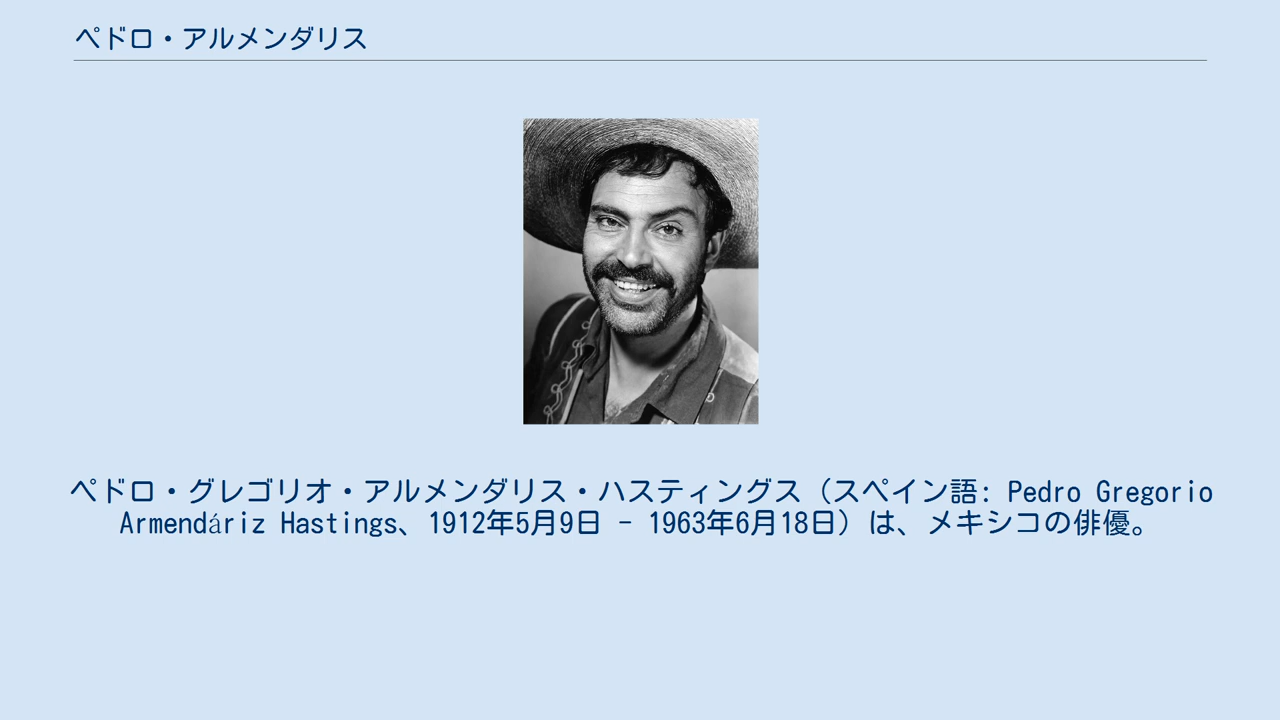 ペドロ・アルメンダリス
ペドロ・グレゴリオ・アルメンダリス・ハスティングス（スペイン語: Pedro Gregorio
Armendáriz Hastings、1912年5月9日 - 1963年6月18日）は、メキシコの俳優。